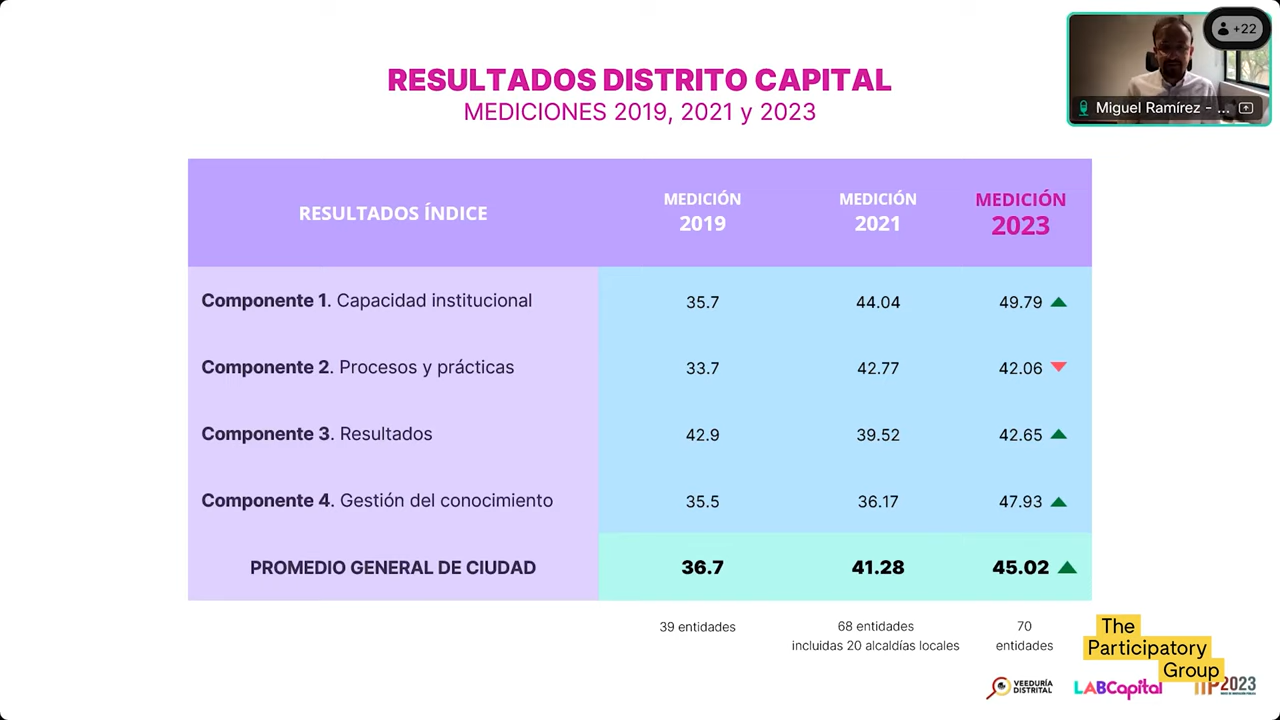 RESULTADOS DISTRITO CAPITAL
MEDICIONES 2019, 2021 y 2023
+22
Miguel Ramírez - ...
RESULTADOS ÍNDICE
MEDICIÓN 2019
MEDICIÓN 2021
MEDICIÓN 2023
Componente 1. Capacidad institucional 35.7 44.04 49.79
Componente 2. Procesos y prácticas 33.7 42.77 42.06
Componente 3. Resultados 42.9 39.52 42.65
Componente 4. Gestión del conocimiento 35.5 36.17 47.93
PROMEDIO GENERAL DE CIUDAD 36.7 41.28 45.02
39 entidades
68 entidades
incluidas 20 alcaldías locales
70
entidades
The
Participatory
Group
VEEDURÍA
DISTRITAL
LABCapital
2023